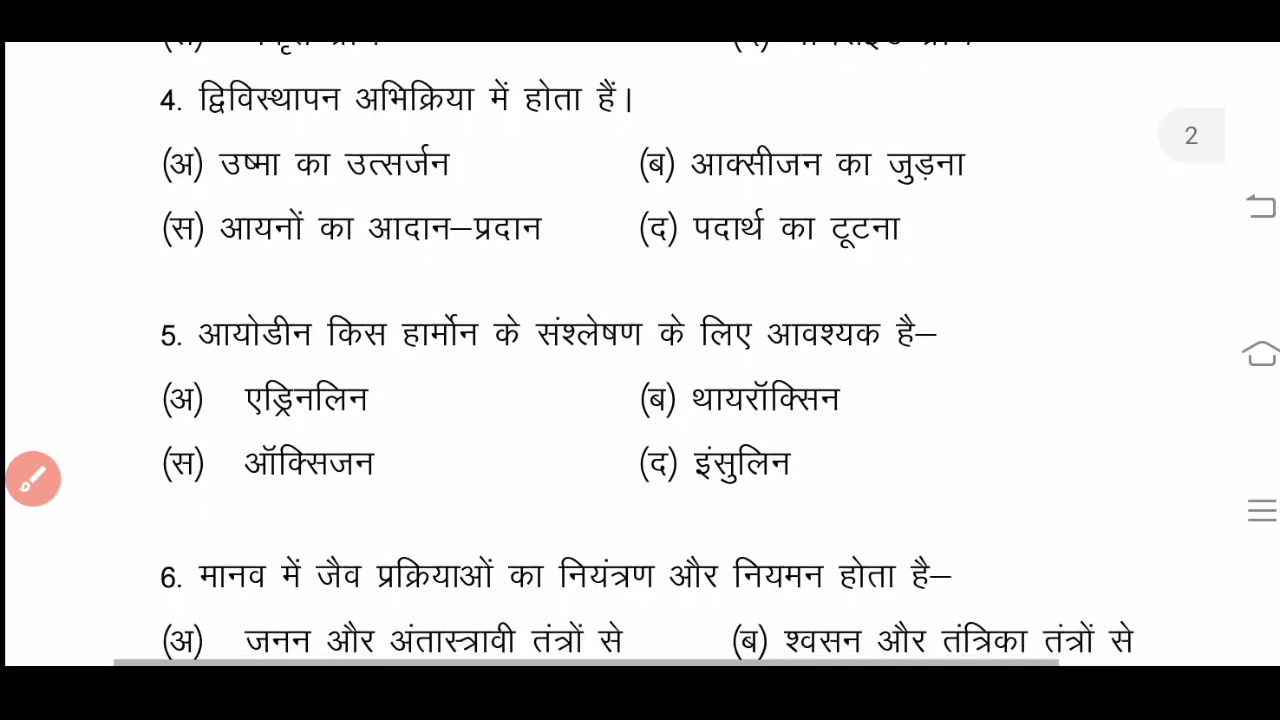 4. द्विविस्थापन अभिक्रिया में होता हैं।
2
(अ) उष्मा का उत्सर्जन (ब) आक्सीजन का जुड़ना
(स) आयनों का आदान–प्रदान (द) पदार्थ का टूटना
5. आयोडीन किस हार्मोन के संश्लेषण के लिए आवश्यक है–
(अ) एड्रिनलिन (ब) थायरॉक्सिन
(स) ऑक्सिजन (द) इंसुलिन
6. मानव में जैव प्रक्रियाओं का नियंत्रण और नियमन होता है–
(अ) जनन और अंतास्त्रावी तंत्रों से (ब) श्वसन और तंत्रिका तंत्रों से